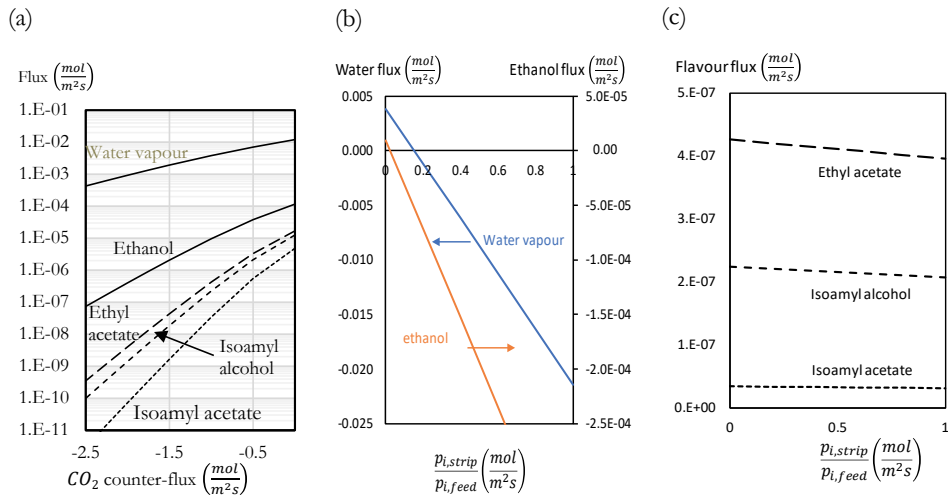 (a)
Flux (mol/m²s)
1.E-01
1.E-02
1.E-03
1.E-04
1.E-05
1.E-06
1.E-07
1.E-08
1.E-09
1.E-10
1.E-11
Water vapour
Ethanol
Ethyl
acetate
Isoamyl
alcohol
Isoamyl acetate
-2.5
-1.5
-0.5
CO₂ counter-flux (mol/m²s)
(b)
Water flux (mol/m²s)
Ethanol flux (mol/m²s)
0.005
0.000
-0.005
-0.010
-0.015
-0.020
-0.025
0
0.2
0.4
0.6
0.8
1
5.0E-05
0.00
-5.0E-05
-1.0E-04
-1.5E-04
-2.0E-04
-2.5E-04
Water vapour
ethanol
p_i,strip/p_i,feed (mol/m²s)
(c)
Flavour flux (mol/m²s)
5.E-07
4.E-07
3.E-07
2.E-07
1.E-07
0.E+00
Ethyl acetate
Isoamyl alcohol
Isoamyl acetate
0
0.5
1
p_i,strip/p_i,feed (mol/m²s)